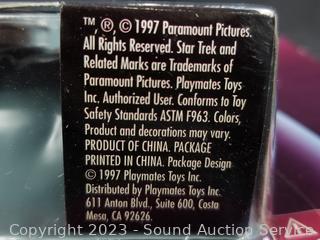 ™, ®, © 1997 Paramount Pictures.
All Rights Reserved. Star Trek and
Related Marks are Trademarks of
Paramount Pictures. Playmates Toys
Inc. Authorized User. Conforms to Toy
Safety Standards ASTM F963. Colors,
Product and decorations may vary.
PRODUCT OF CHINA. PACKAGE
PRINTED IN CHINA. Package Design
© 1997 Playmates Toys Inc.
Distributed by Playmates Toys Inc.
611 Anton Blvd., Suite 600, Costa
Mesa, CA 92626.
Copyright 2023 - Sound Auction Service